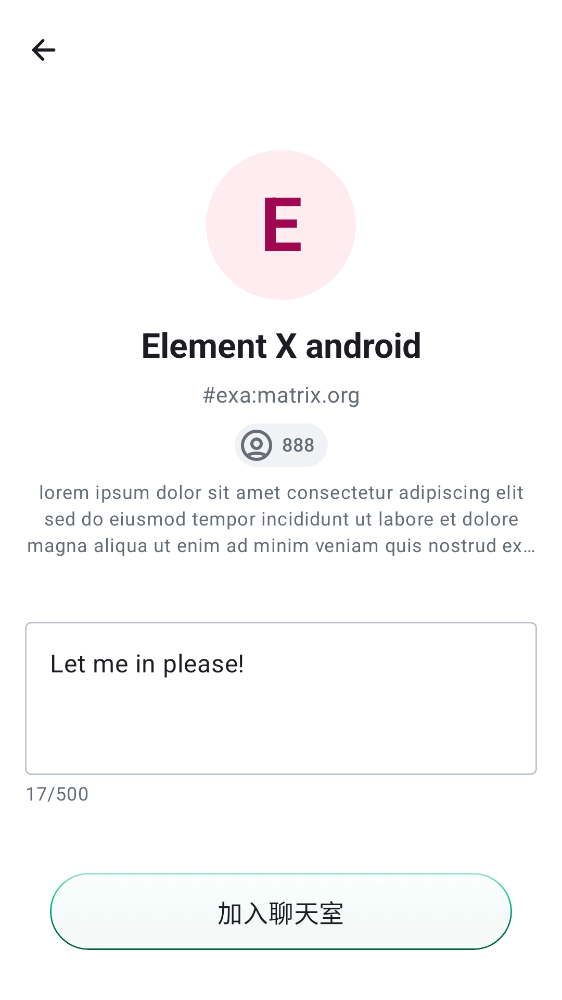 E
Element X android
#exa:matrix.org
888
lorem ipsum dolor sit amet consectetur adipiscing elit
sed do eiusmod tempor incididunt ut labore et dolore
magna aliqua ut enim ad minim veniam quis nostrud ex…
Let me in please!
17/500
加入聊天室